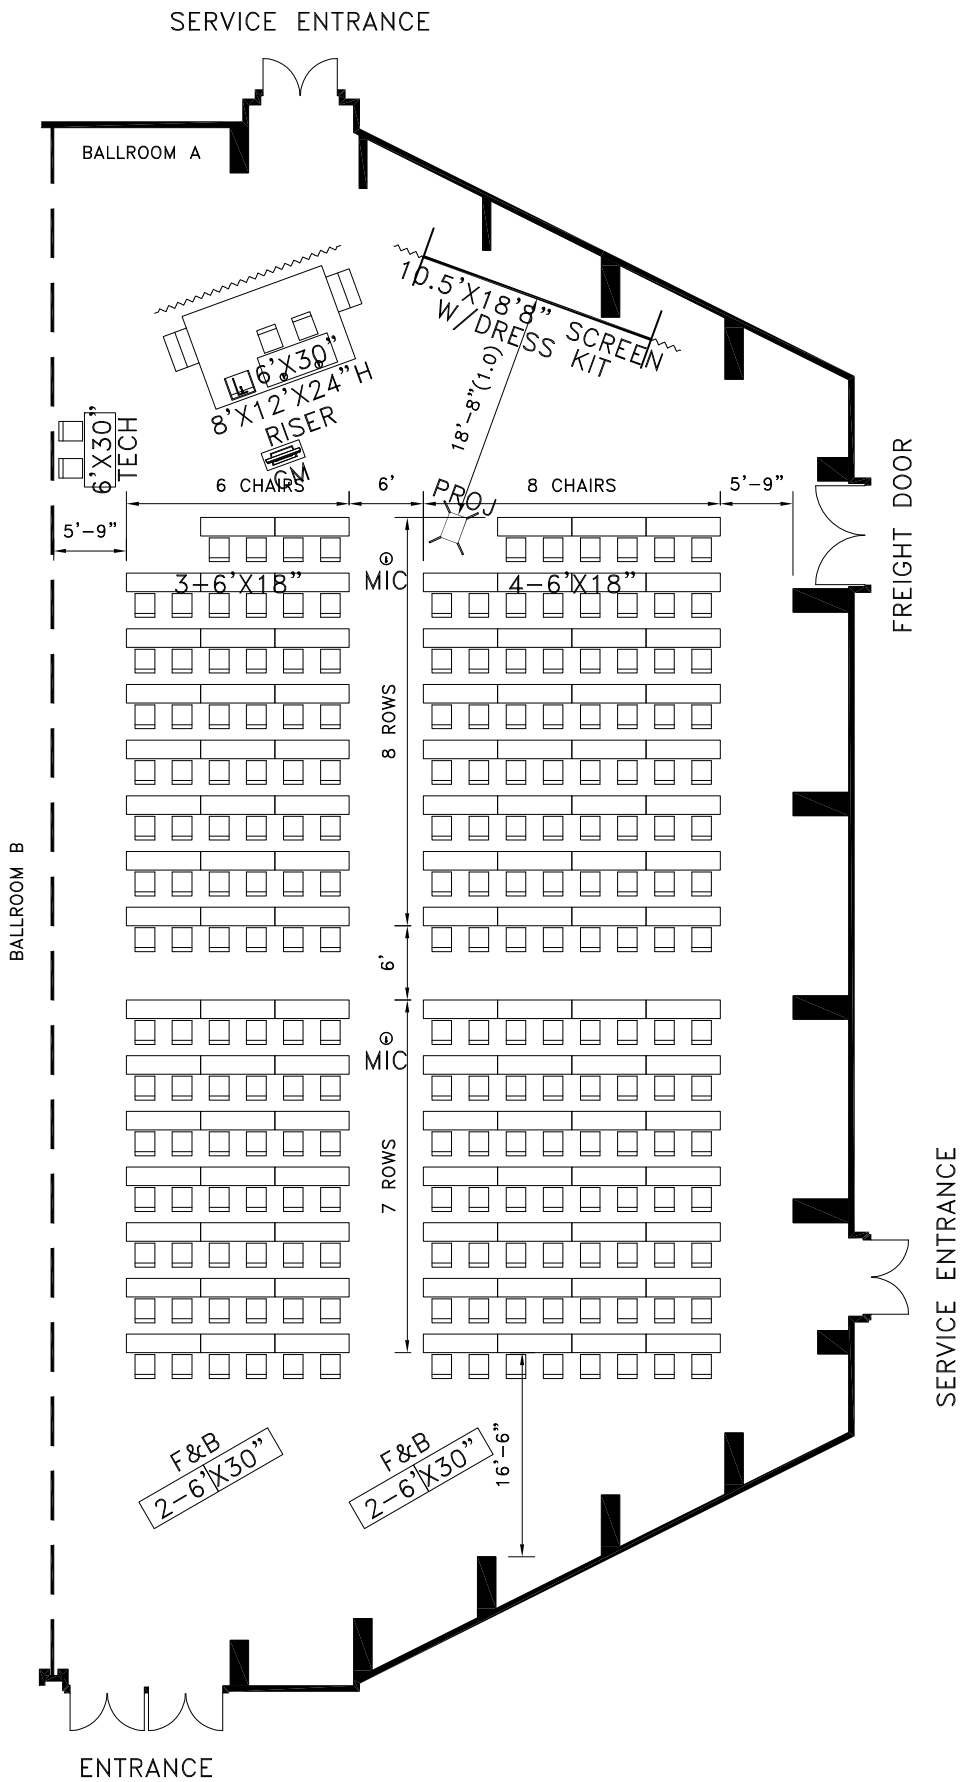 SERVICE ENTRANCE
BALLROOM A
10.5'X18'8" SCREEN
W/DRESS KIT
6'X30"
8'X12'X24"H
RISER
CM
18'-8"(1.0)
6'X30"
TECH
6 CHAIRS
6'
8 CHAIRS
5'-9"
PROJ
5'-9"
FREIGHT DOOR
MIC
3-6'X18"
4-6'X18"
8 ROWS
BALLROOM B
6'
MIC
7 ROWS
SERVICE ENTRANCE
F&B
2-6'X30"
F&B
2-6'X30"
16'-6"
ENTRANCE